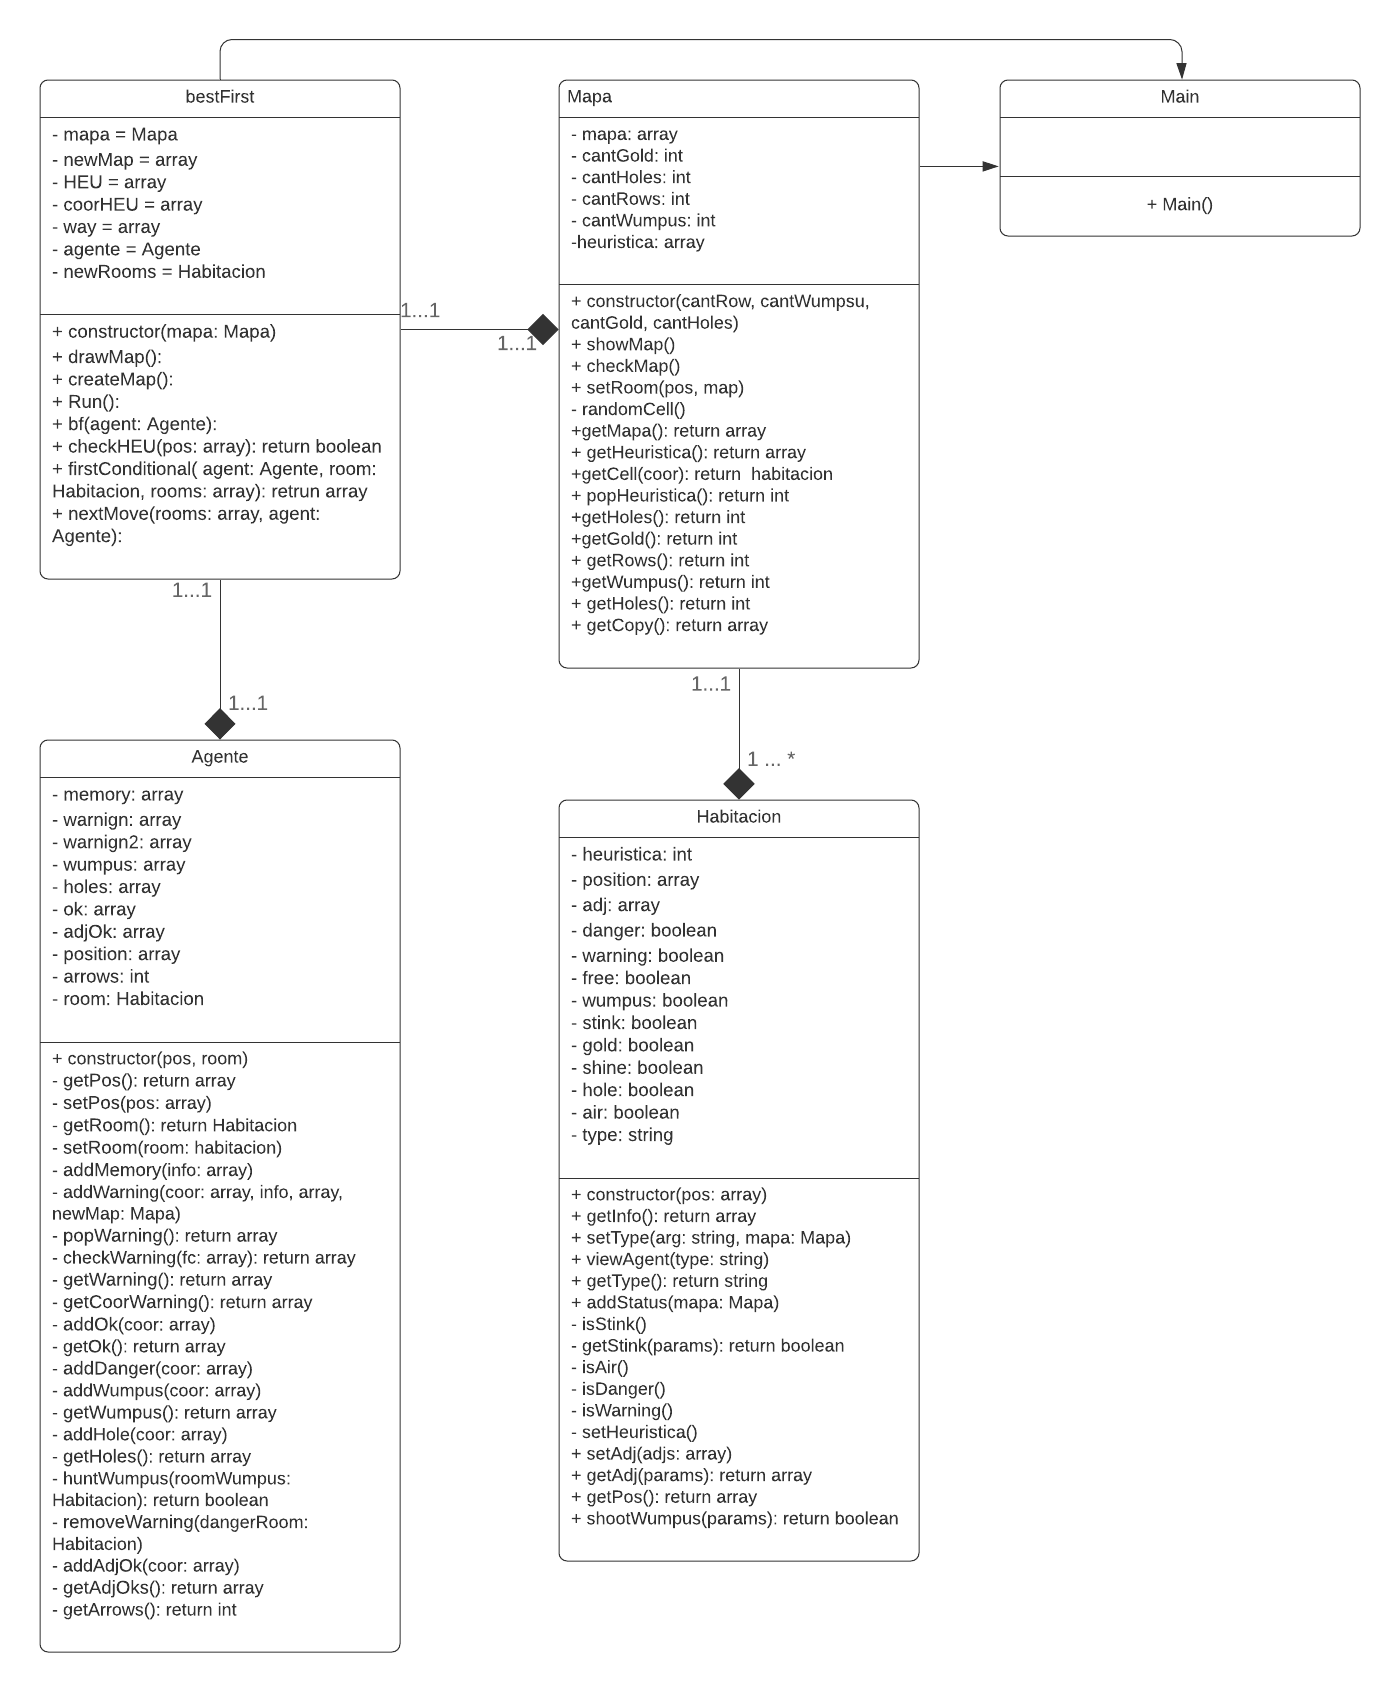 bestFirst
- mapa = Mapa
- newMap = array
- HEU = array
- coorHEU = array
- way = array
- agente = Agente
- newRooms = Habitacion
+ constructor(mapa: Mapa)
+ drawMap():
+ createMap():
+ Run():
+ bf(agent: Agente):
+ checkHEU(pos: array): return boolean
+ firstConditional( agent: Agente, room:
Habitacion, rooms: array): retrun array
+ nextMove(rooms: array, agent:
Agente):
1...1
1...1
Mapa
- mapa: array
- cantGold: int
- cantHoles: int
- cantRows: int
- cantWumpus: int
-heuristica: array
+ constructor(cantRow, cantWumpsu,
cantGold, cantHoles)
+ showMap()
+ checkMap()
+ setRoom(pos, map)
- randomCell()
+getMapa(): return array
+ getHeuristica(): return array
+getCell(coor): return  habitacion
+ popHeuristica(): return int
+getHoles(): return int
+getGold(): return int
+ getRows(): return int
+getWumpus(): return int
+ getHoles(): return int
+ getCopy(): return array
Main
+ Main()
1...1
1...1
Agente
- memory: array
- warnign: array
- warnign2: array
- wumpus: array
- holes: array
- ok: array
- adjOk: array
- position: array
- arrows: int
- room: Habitacion
+ constructor(pos, room)
- getPos(): return array
- setPos(pos: array)
- getRoom(): return Habitacion
- setRoom(room: habitacion)
- addMemory(info: array)
- addWarning(coor: array, info, array,
newMap: Mapa)
- popWarning(): return array
- checkWarning(fc: array): return array
- getWarning(): return array
- getCoorWarning(): return array
- addOk(coor: array)
- getOk(): return array
- addDanger(coor: array)
- addWumpus(coor: array)
- getWumpus(): return array
- addHole(coor: array)
- getHoles(): return array
- huntWumpus(roomWumpus:
Habitacion): return boolean
- removeWarning(dangerRoom:
Habitacion)
- addAdjOk(coor: array)
- getAdjOks(): return array
- getArrows(): return int
1...1
1 ... *
Habitacion
- heuristica: int
- position: array
- adj: array
- danger: boolean
- warning: boolean
- free: boolean
- wumpus: boolean
- stink: boolean
- gold: boolean
- shine: boolean
- hole: boolean
- air: boolean
- type: string
+ constructor(pos: array)
+ getInfo(): return array
+ setType(arg: string, mapa: Mapa)
+ viewAgent(type: string)
+ getType(): return string
+ addStatus(mapa: Mapa)
- isStink()
- getStink(params): return boolean
- isAir()
- isDanger()
- isWarning()
- setHeuristica()
+ setAdj(adjs: array)
+ getAdj(params): return array
+ getPos(): return array
+ shootWumpus(params): return boolean